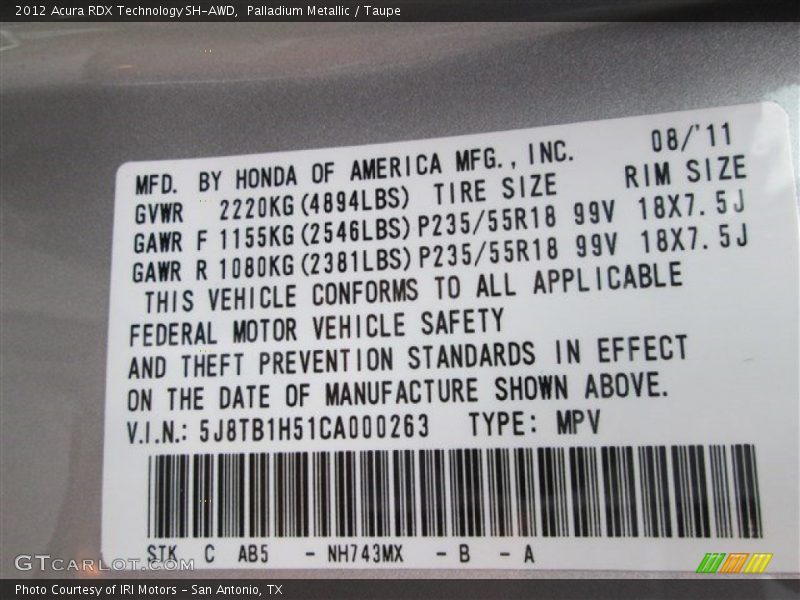 2012 Acura RDX Technology SH-AWD,  Palladium Metallic / Taupe
MFD. BY HONDA OF AMERICA MFG., INC. 08/'11
GVWR 2220KG(4894LBS) TIRE SIZE RIM SIZE
GAWR F 1155KG(2546LBS) P235/55R18 99V 18X7.5J
GAWR R 1080KG(2381LBS) P235/55R18 99V 18X7.5J
THIS VEHICLE CONFORMS TO ALL APPLICABLE
FEDERAL MOTOR VEHICLE SAFETY
AND THEFT PREVENTION STANDARDS IN EFFECT
ON THE DATE OF MANUFACTURE SHOWN ABOVE.
V.I.N.: 5J8TB1H51CA000263 TYPE: MPV
STK C AB5 - NH743MX - B - A
GTCARLOT.COM
Photo Courtesy of IRI Motors - San Antonio, TX